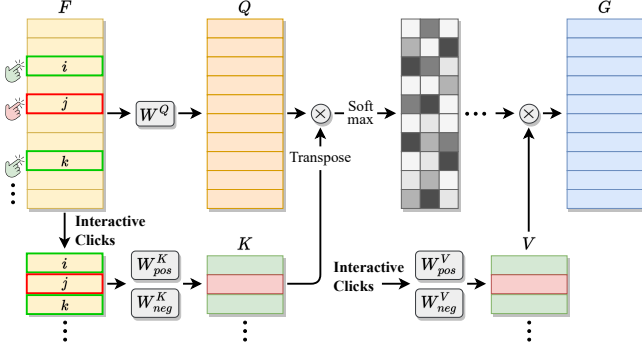 F
Q
G
i
j
k
W^Q
Soft
max
Transpose
Interactive
Clicks
K
V
i
j
k
W^K_pos
W^K_neg
Interactive
Clicks
W^V_pos
W^V_neg